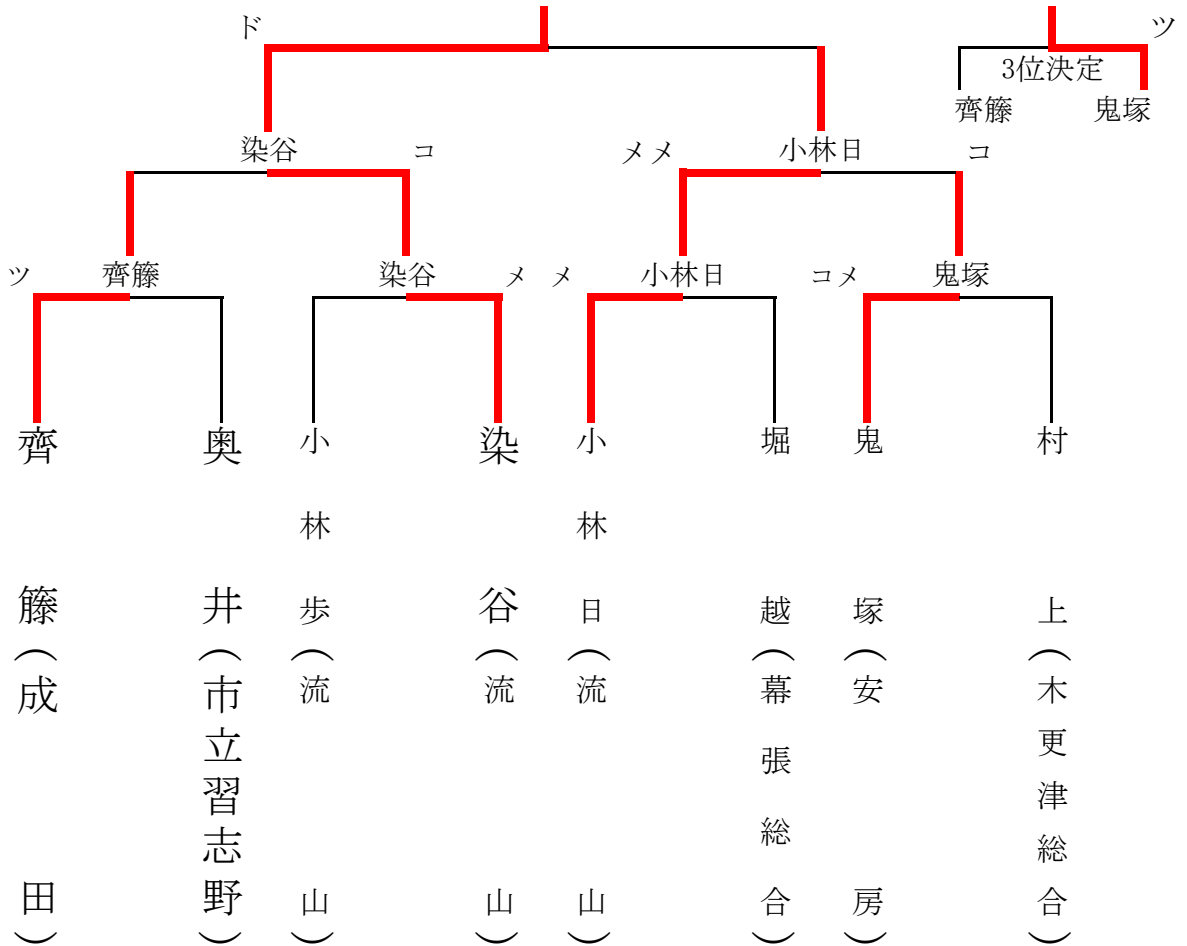 ド
ツ
3位決定
齊籐 鬼塚
染谷 コ
メメ 小林日 コ
ツ 齊籐
染谷 メ
メ 小林日
コメ 鬼塚
齊籐(成田)
奥井(市立習志野)
小林歩(流山)
染谷(流山)
小林日(流山)
堀越(幕張総合)
鬼塚(安房)
村上(木更津総合)